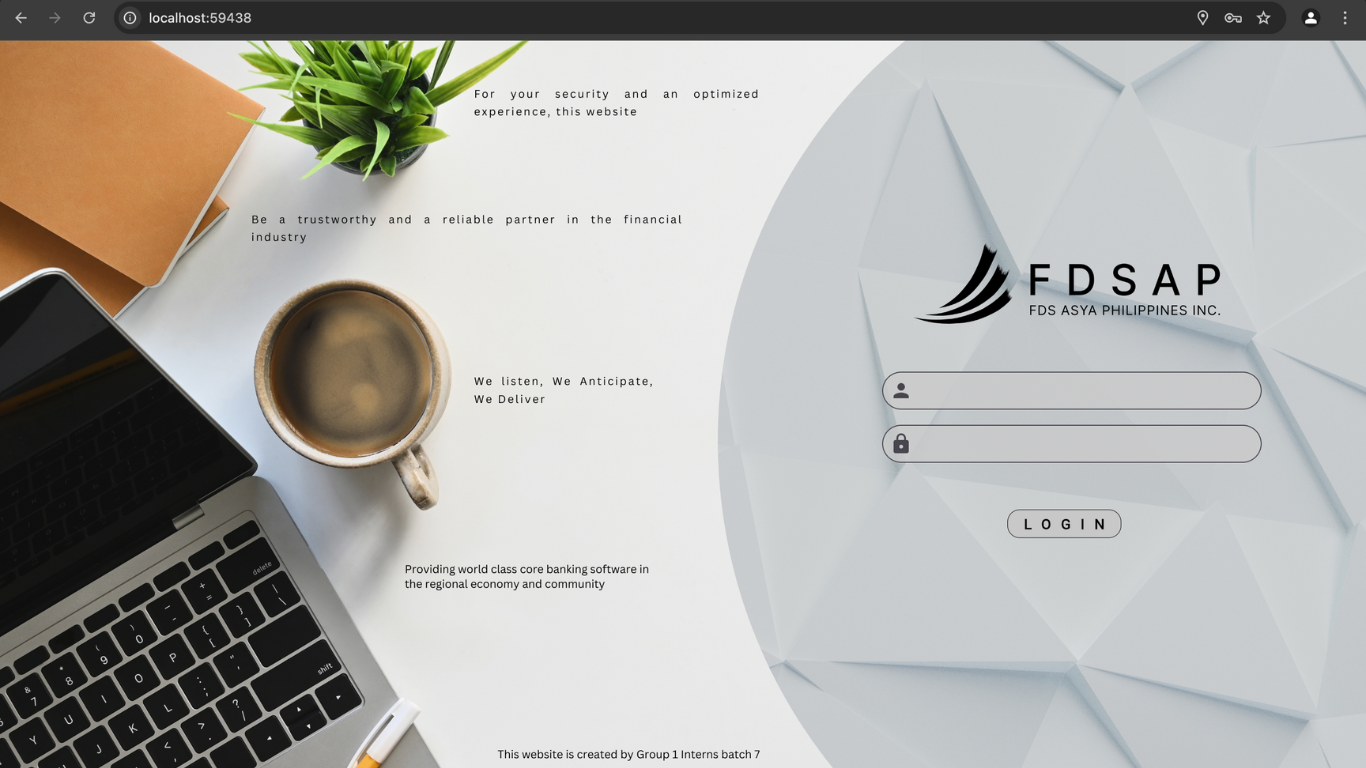 localhost:59438
For your security and an optimized
experience, this website
Be a trustworthy and a reliable partner in the financial
industry
FDSAP
FDS ASYA PHILIPPINES INC.
We listen, We Anticipate,
We Deliver
LOGIN
Providing world class core banking software in
the regional economy and community
delete
shift
This website is created by Group 1 Interns batch 7